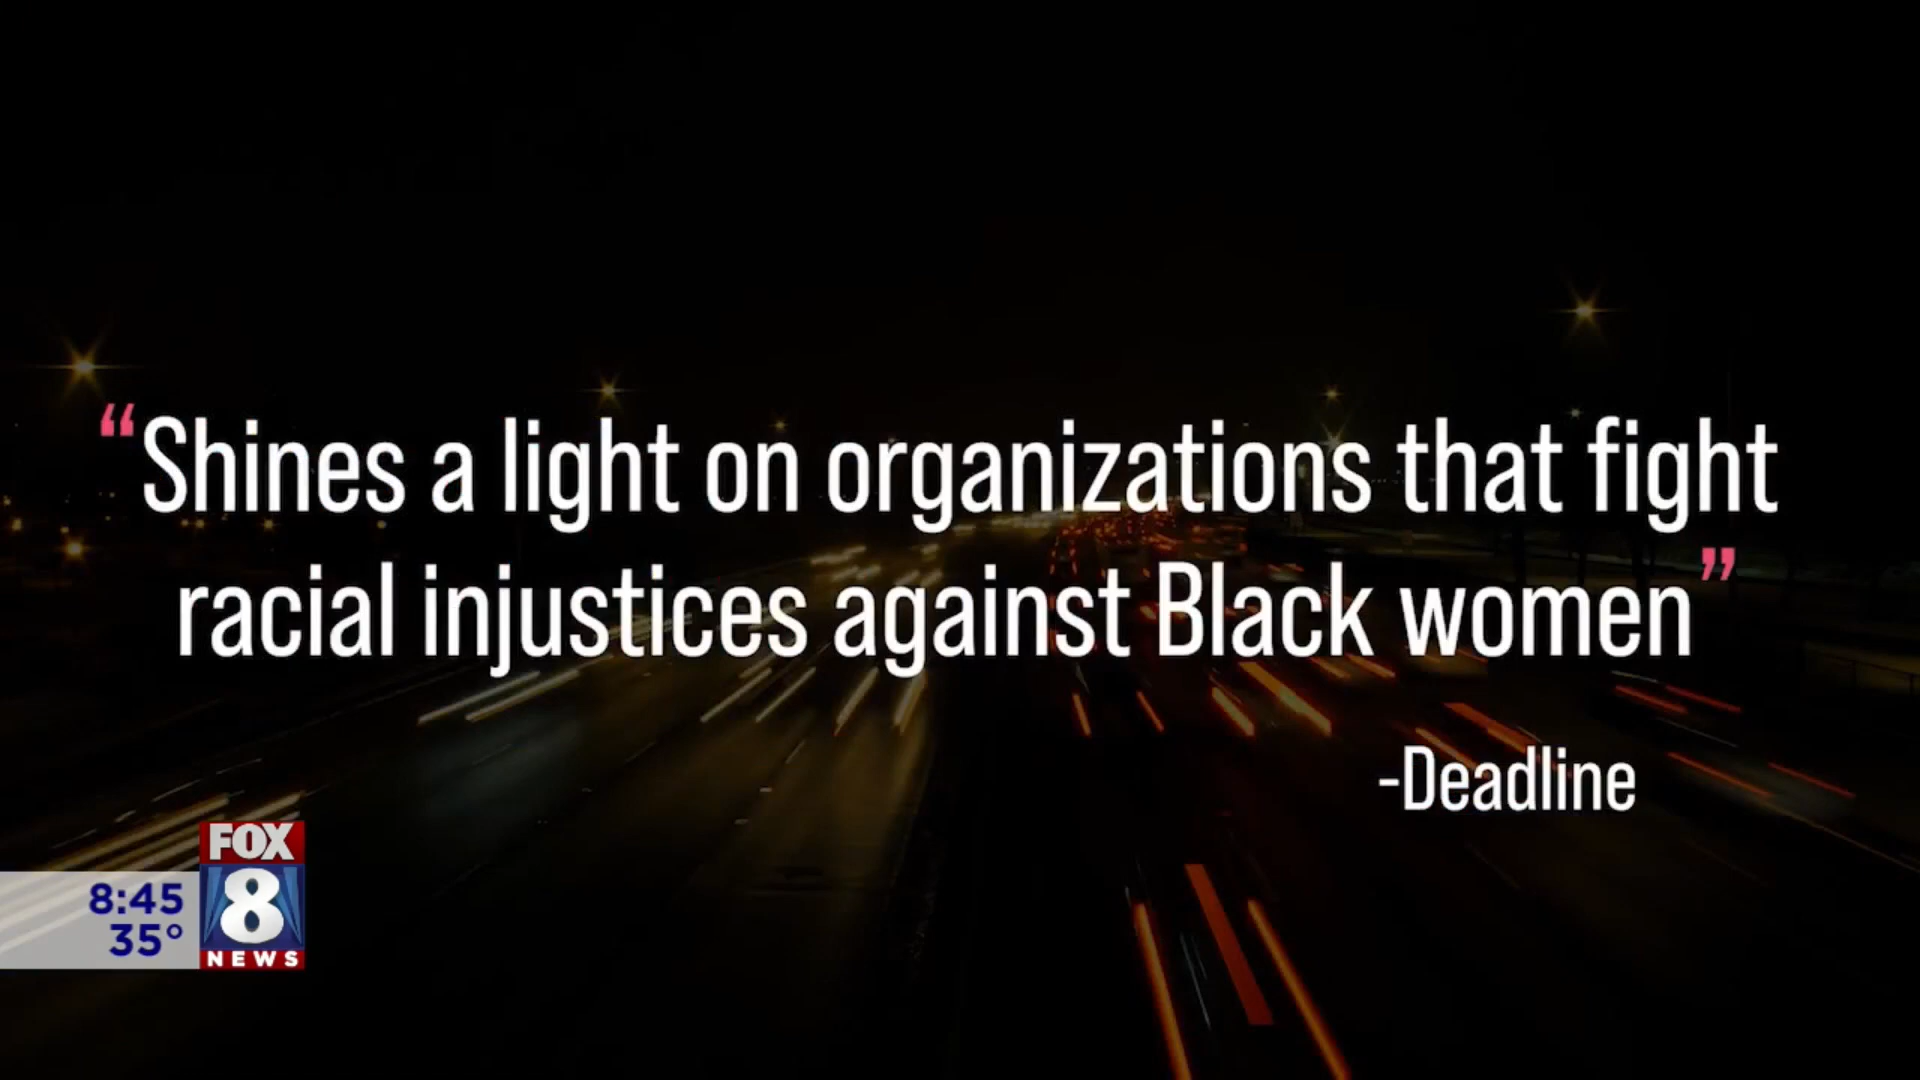 “Shines a light on organizations that fight
racial injustices against Black women”
-Deadline
8:45
35°
FOX
8
NEWS